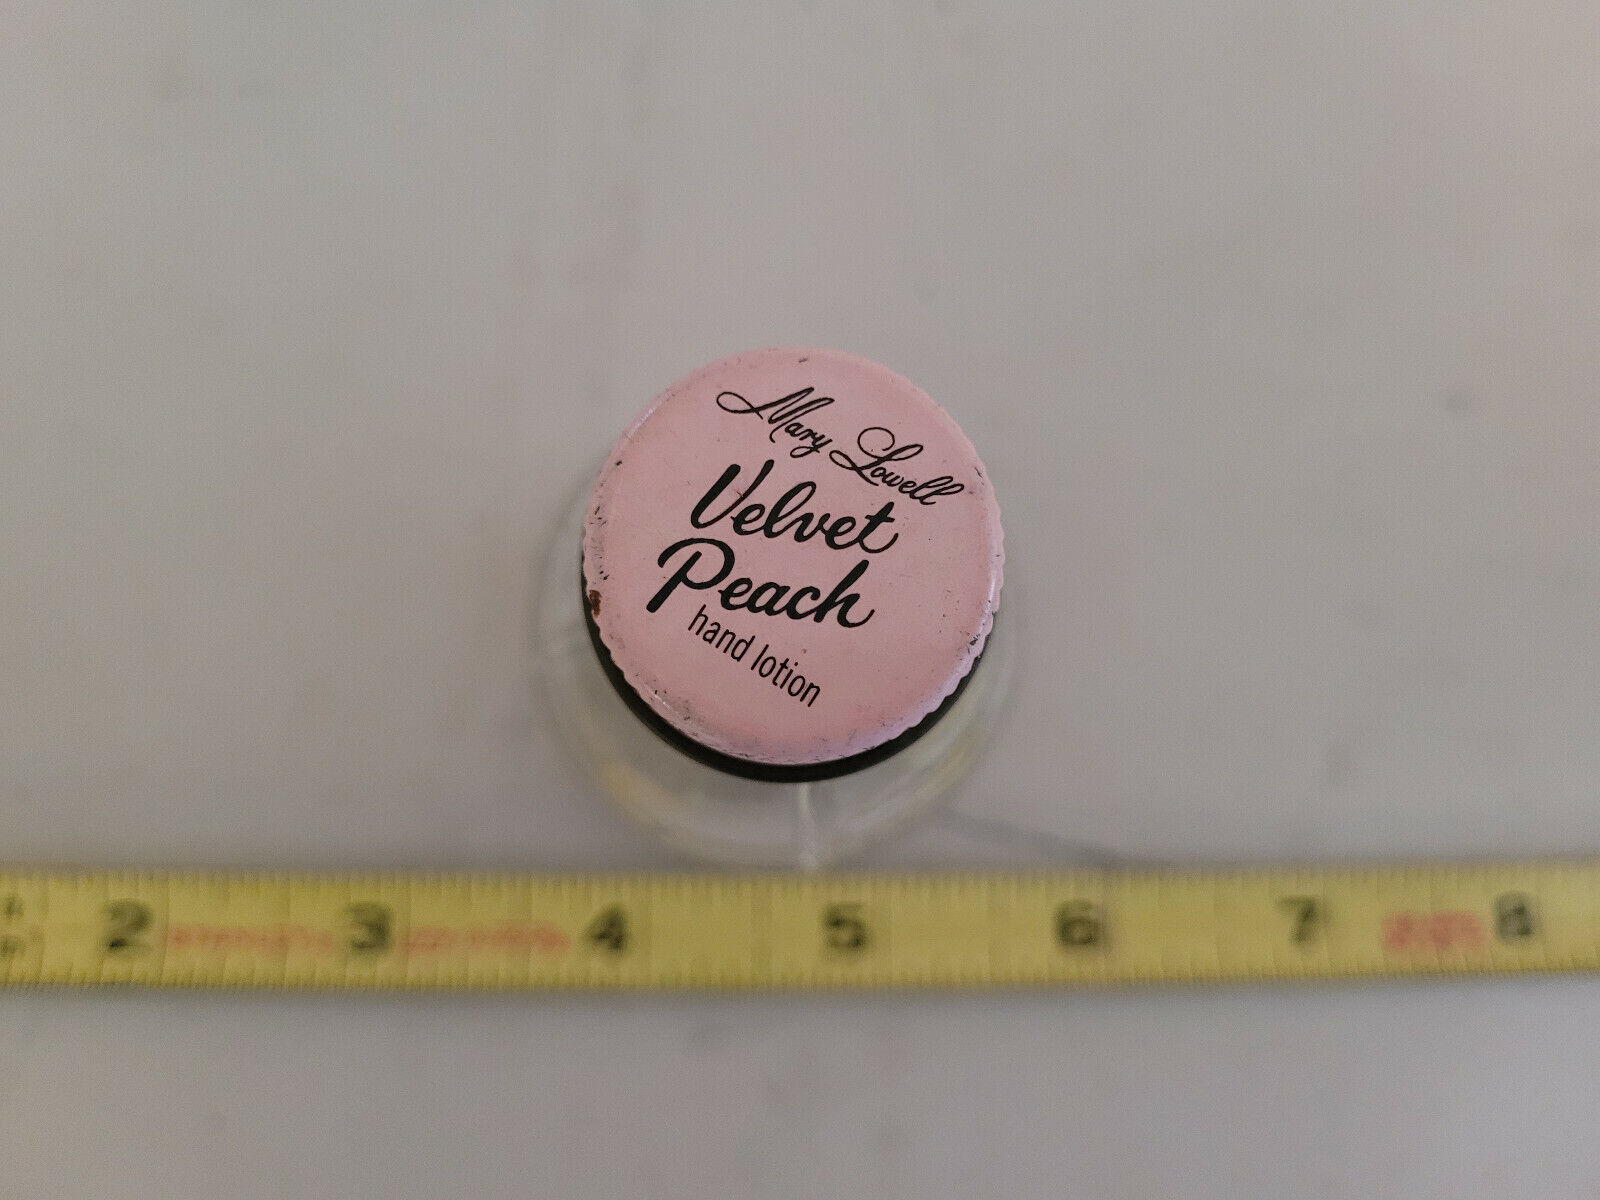 Mary Lowell
Velvet
Peach
hand lotion
2 3 4 5 6 7 8